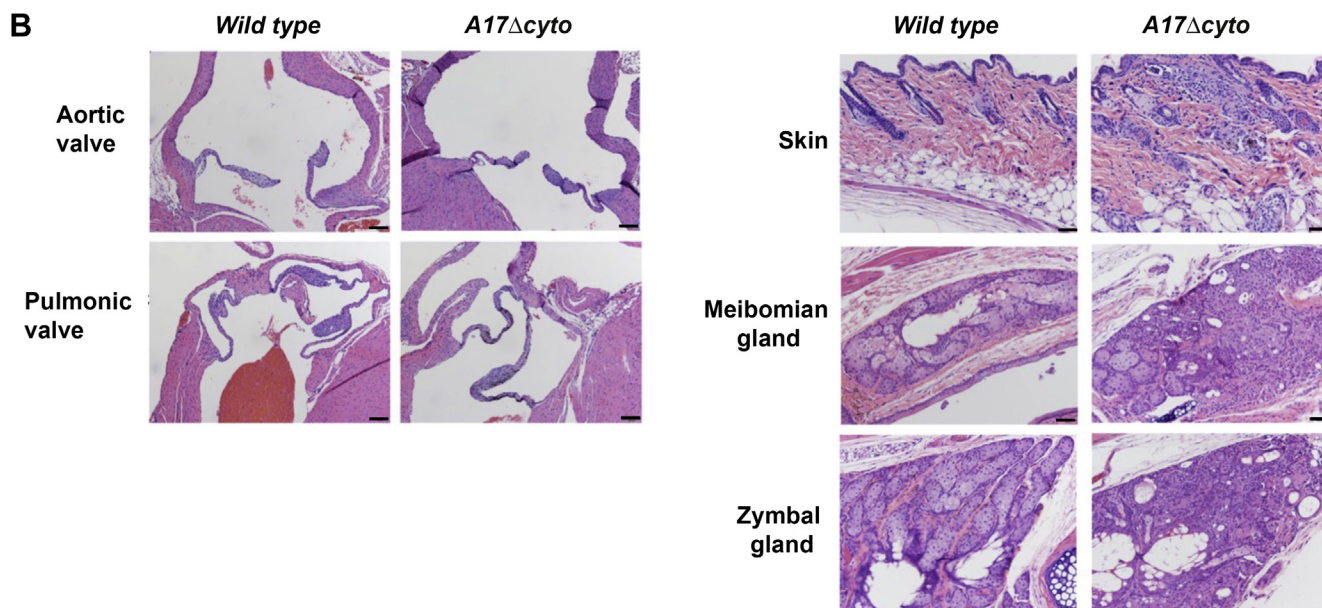 B
Wild type
A17Δcyto
Wild type
A17Δcyto
Aortic
valve
Skin
Pulmonic
valve
Meibomian
gland
Zymbal
gland